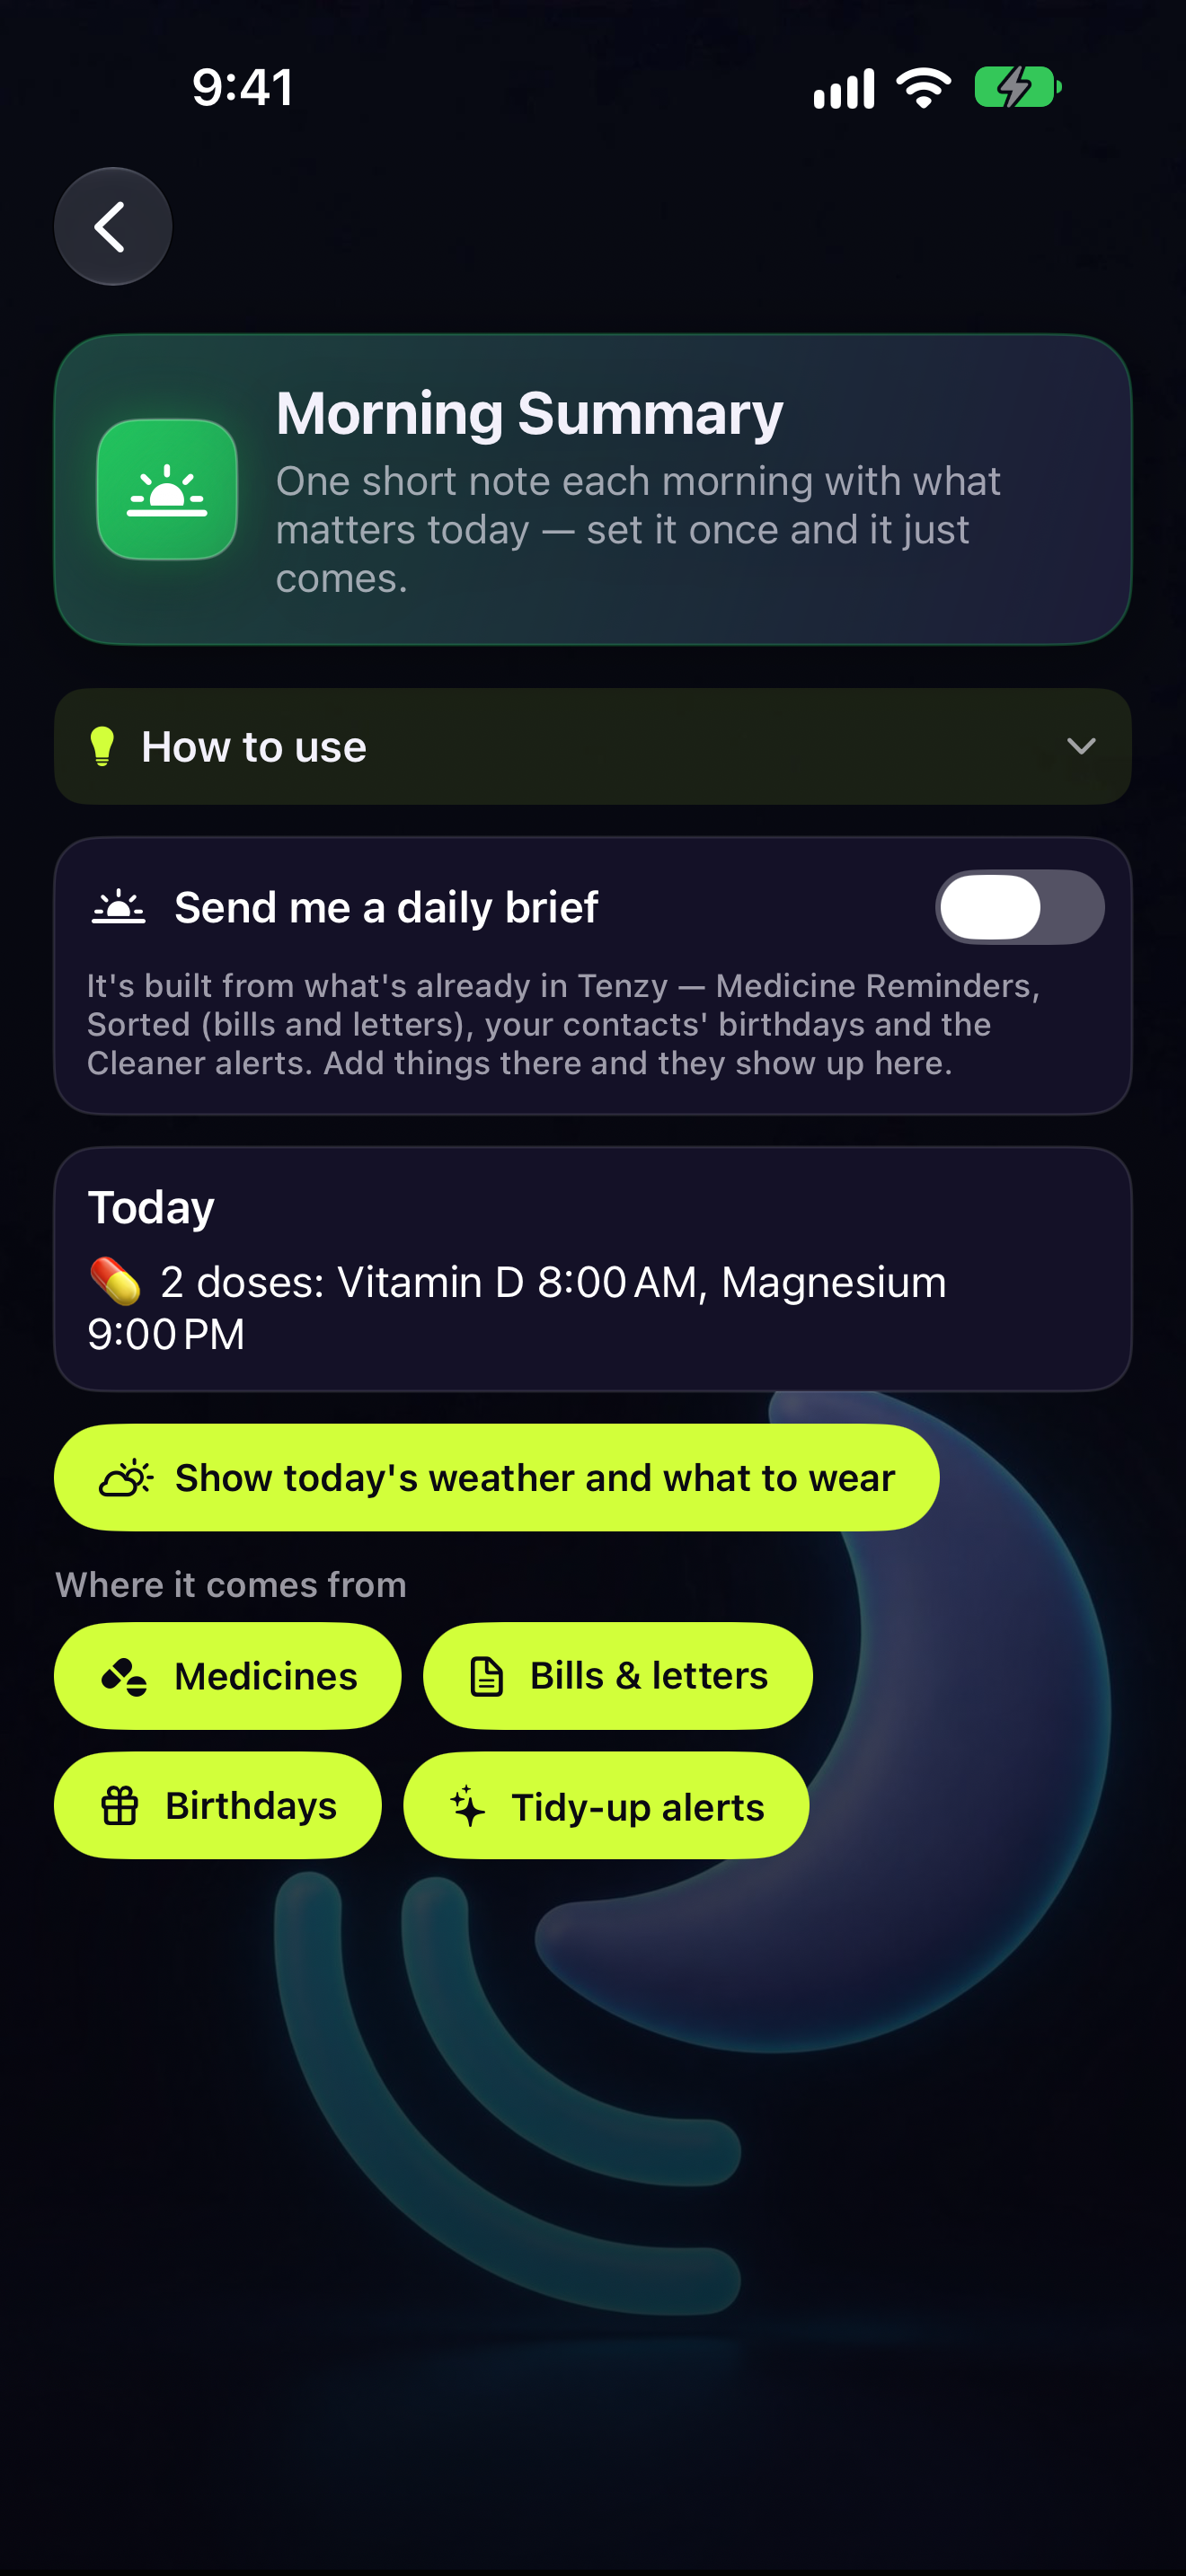 9:41
Morning Summary
One short note each morning with what
matters today — set it once and it just
comes.
How to use
Send me a daily brief
It's built from what's already in Tenzy — Medicine Reminders,
Sorted (bills and letters), your contacts' birthdays and the
Cleaner alerts. Add things there and they show up here.
Today
💊 2 doses: Vitamin D 8:00 AM, Magnesium
9:00 PM
Show today's weather and what to wear
Where it comes from
Medicines
Bills & letters
Birthdays
Tidy-up alerts